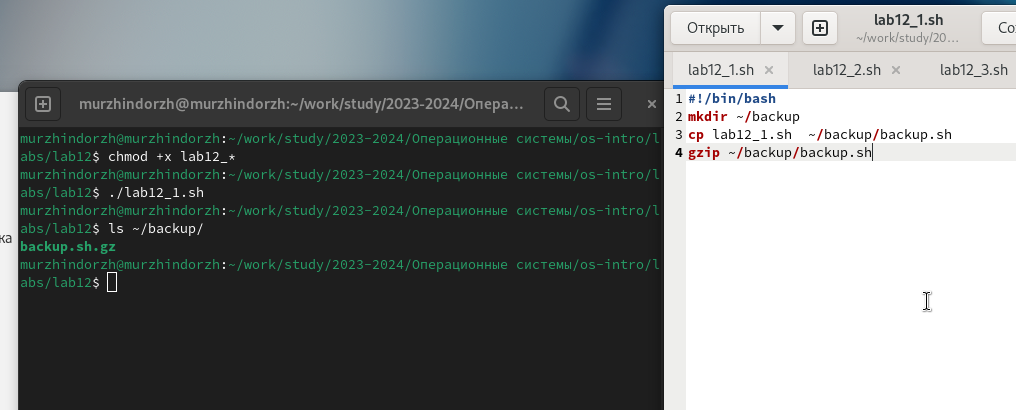 murzhindorzh@murzhindorzh:~/work/study/2023-2024/Опера...
murzhindorzh@murzhindorzh:~/work/study/2023-2024/Операционные системы/os-intro/l
abs/lab12$ chmod +x lab12_*
murzhindorzh@murzhindorzh:~/work/study/2023-2024/Операционные системы/os-intro/l
abs/lab12$ ./lab12_1.sh
murzhindorzh@murzhindorzh:~/work/study/2023-2024/Операционные системы/os-intro/l
abs/lab12$ ls ~/backup/
backup.sh.gz
murzhindorzh@murzhindorzh:~/work/study/2023-2024/Операционные системы/os-intro/l
abs/lab12$
ка
Открыть
lab12_1.sh
~/work/study/20...
Со
lab12_1.sh × lab12_2.sh × lab12_3.sh
1 #!/bin/bash
2 mkdir ~/backup
3 cp lab12_1.sh  ~/backup/backup.sh
4 gzip ~/backup/backup.sh